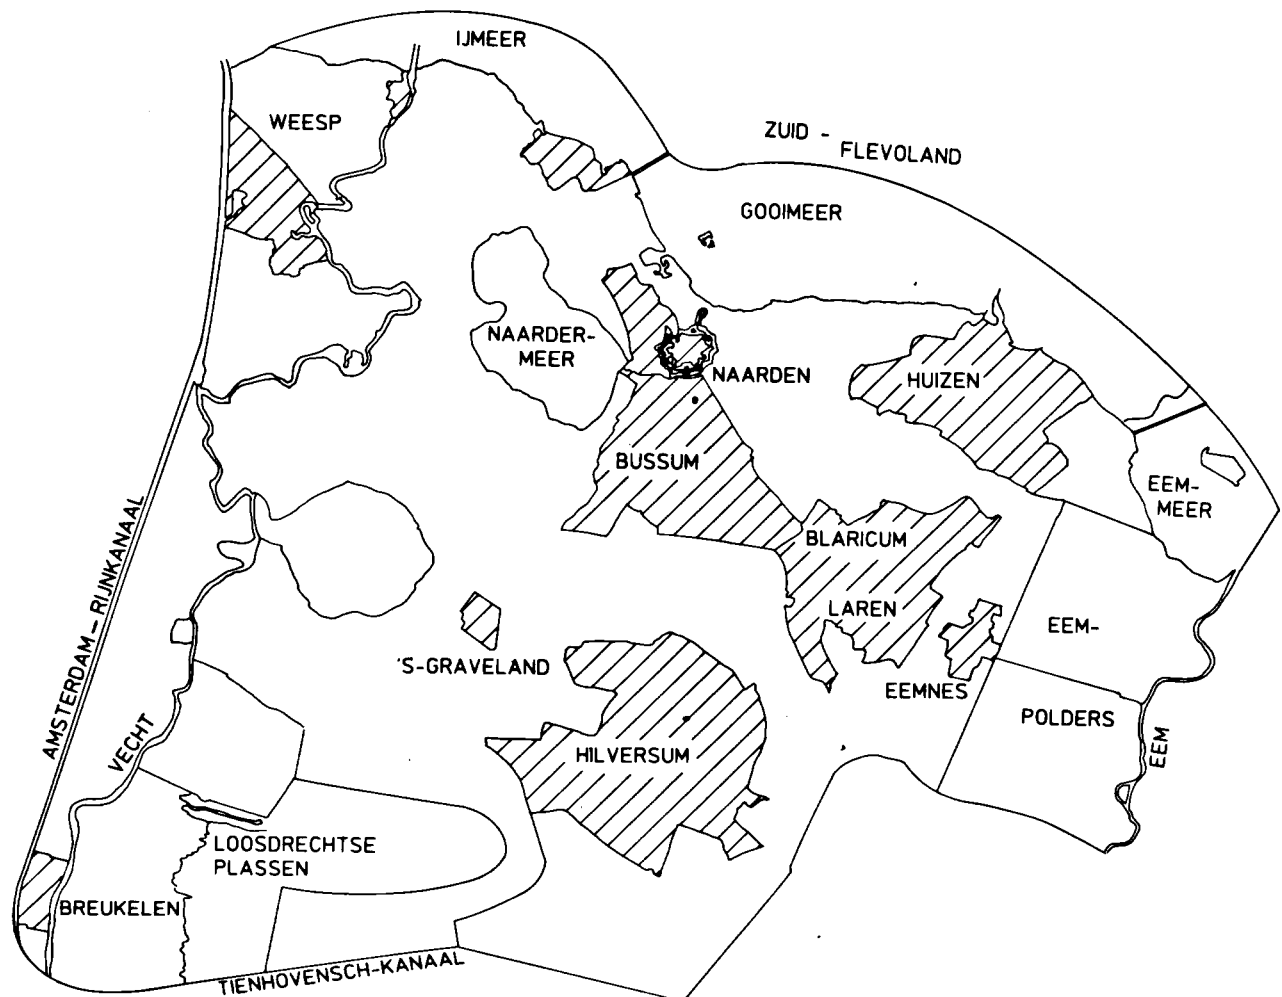 IJMEER
WEESP
ZUID -
FLEVOLAND
GOOIMEER
NAARDER-
MEER
NAARDEN
HUIZEN
BUSSUM
EEM-
MEER
BLARICUM
LAREN
AMSTERDAM - RIJNKANAAL
EEM-
'S-GRAVELAND
EEMNES
POLDERS
VECHT
EEM
HILVERSUM
LOOSDRECHTSE
PLASSEN
BREUKELEN
TIENHOVENSCH-KANAAL